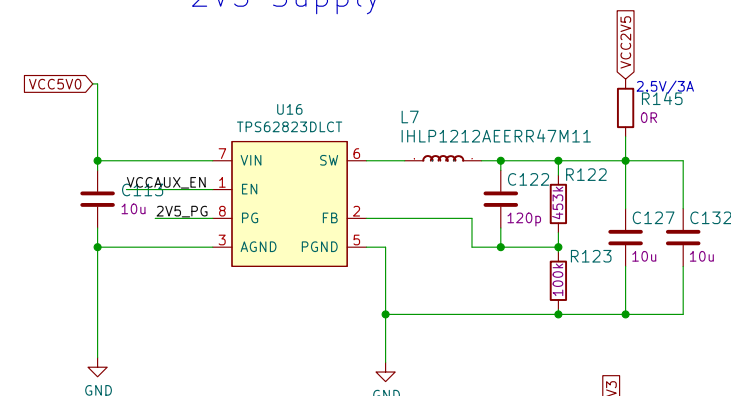 2V5 Supply
VCC2V5
VCC5V0
2.5V/3A
R145
0R
U16
TPS62823DLCT
L7
IHLP1212AEERR47M11
7
VIN
SW
6
VCCAUX_EN
1
EN
C113
10u
2V5_PG
8
PG
FB
2
3
AGND
PGND
5
C122
120p
R122
453k
C127
10u
C132
10u
R123
100k
GND
GND
V3